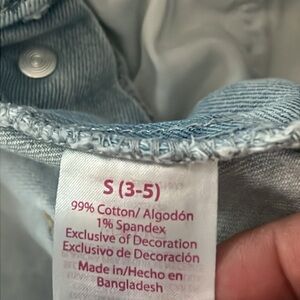 S (3-5)
99% Cotton/ Algodón
1% Spandex
Exclusive of Decoration
Exclusivo de Decoración
Made in/Hecho en
Bangladesh